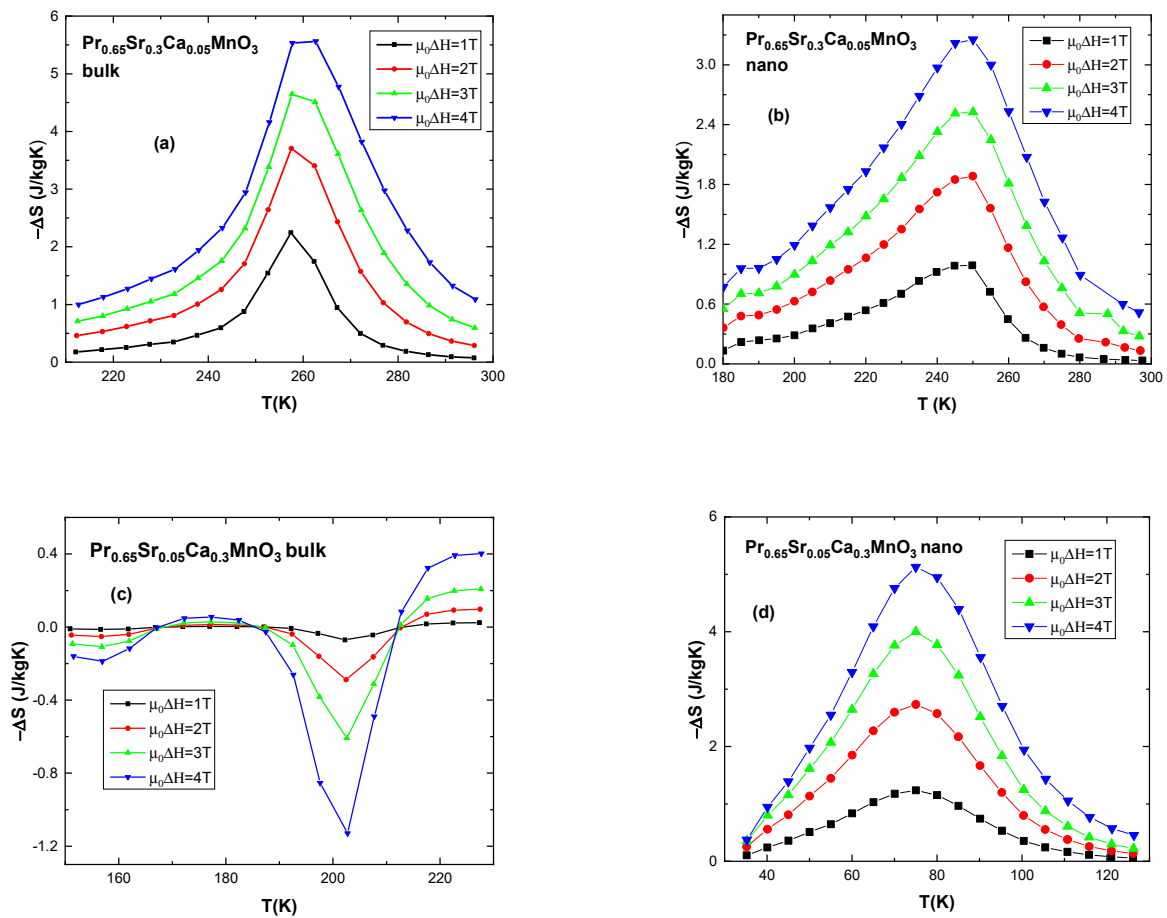 Pr0.65Sr0.3Ca0.05MnO3
bulk
(a)
μ0ΔH=1T
μ0ΔH=2T
μ0ΔH=3T
μ0ΔH=4T
−ΔS (J/kgK)
6
5
4
3
2
1
0
220 240 260 280 300
T(K)
Pr0.65Sr0.3Ca0.05MnO3
nano
(b)
μ0ΔH=1T
μ0ΔH=2T
μ0ΔH=3T
μ0ΔH=4T
−ΔS (J/kgK)
3.0
2.4
1.8
1.2
0.6
0.0
180 200 220 240 260 280 300
T (K)
Pr0.65Sr0.05Ca0.3MnO3 bulk
(c)
μ0ΔH=1T
μ0ΔH=2T
μ0ΔH=3T
μ0ΔH=4T
−ΔS (J/kgK)
0.4
0.0
-0.4
-0.8
-1.2
160 180 200 220
T(K)
Pr0.65Sr0.05Ca0.3MnO3 nano
(d)
μ0ΔH=1T
μ0ΔH=2T
μ0ΔH=3T
μ0ΔH=4T
−ΔS (J/kgK)
6
4
2
0
40 60 80 100 120
T(K)